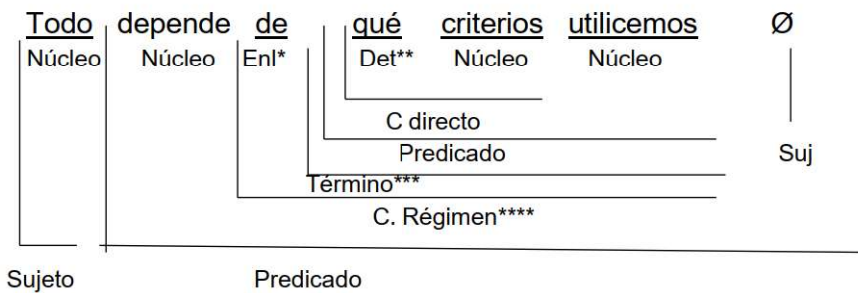 Todo depende de qué criterios utilicemos Ø
Núcleo Núcleo Enl* Det** Núcleo Núcleo
C directo
Predicado Suj
Término***
C. Régimen****
Sujeto Predicado